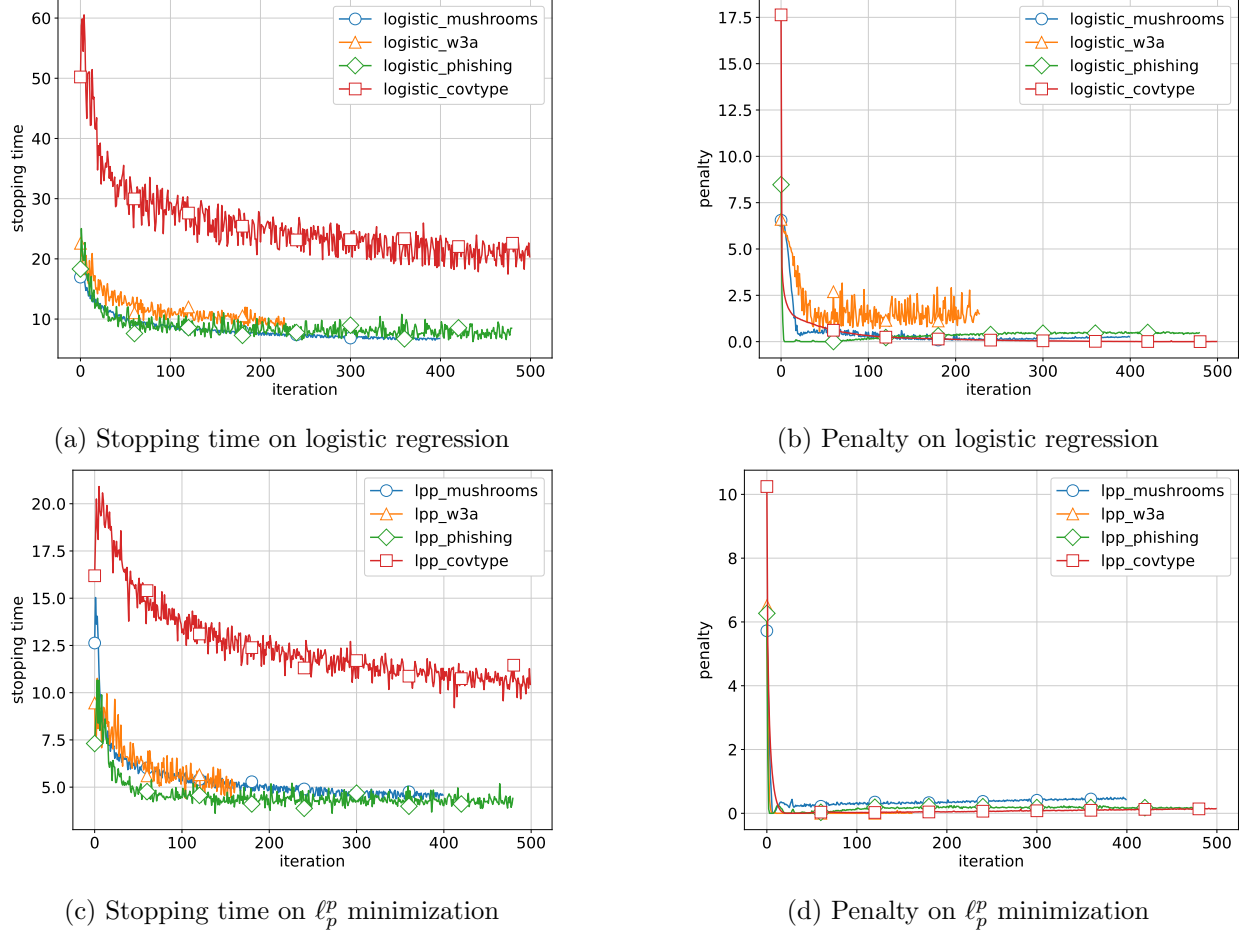 60
50
40
30
20
10
0 100 200 300 400 500
stopping time
iteration
logistic_mushrooms
logistic_w3a
logistic_phishing
logistic_covtype
(a) Stopping time on logistic regression
17.5
15.0
12.5
10.0
7.5
5.0
2.5
0.0
0 100 200 300 400 500
penalty
iteration
logistic_mushrooms
logistic_w3a
logistic_phishing
logistic_covtype
(b) Penalty on logistic regression
20.0
17.5
15.0
12.5
10.0
7.5
5.0
0 100 200 300 400 500
stopping time
iteration
lpp_mushrooms
lpp_w3a
lpp_phishing
lpp_covtype
(c) Stopping time on ℓ_p^p minimization
10
8
6
4
2
0
0 100 200 300 400 500
penalty
iteration
lpp_mushrooms
lpp_w3a
lpp_phishing
lpp_covtype
(d) Penalty on ℓ_p^p minimization